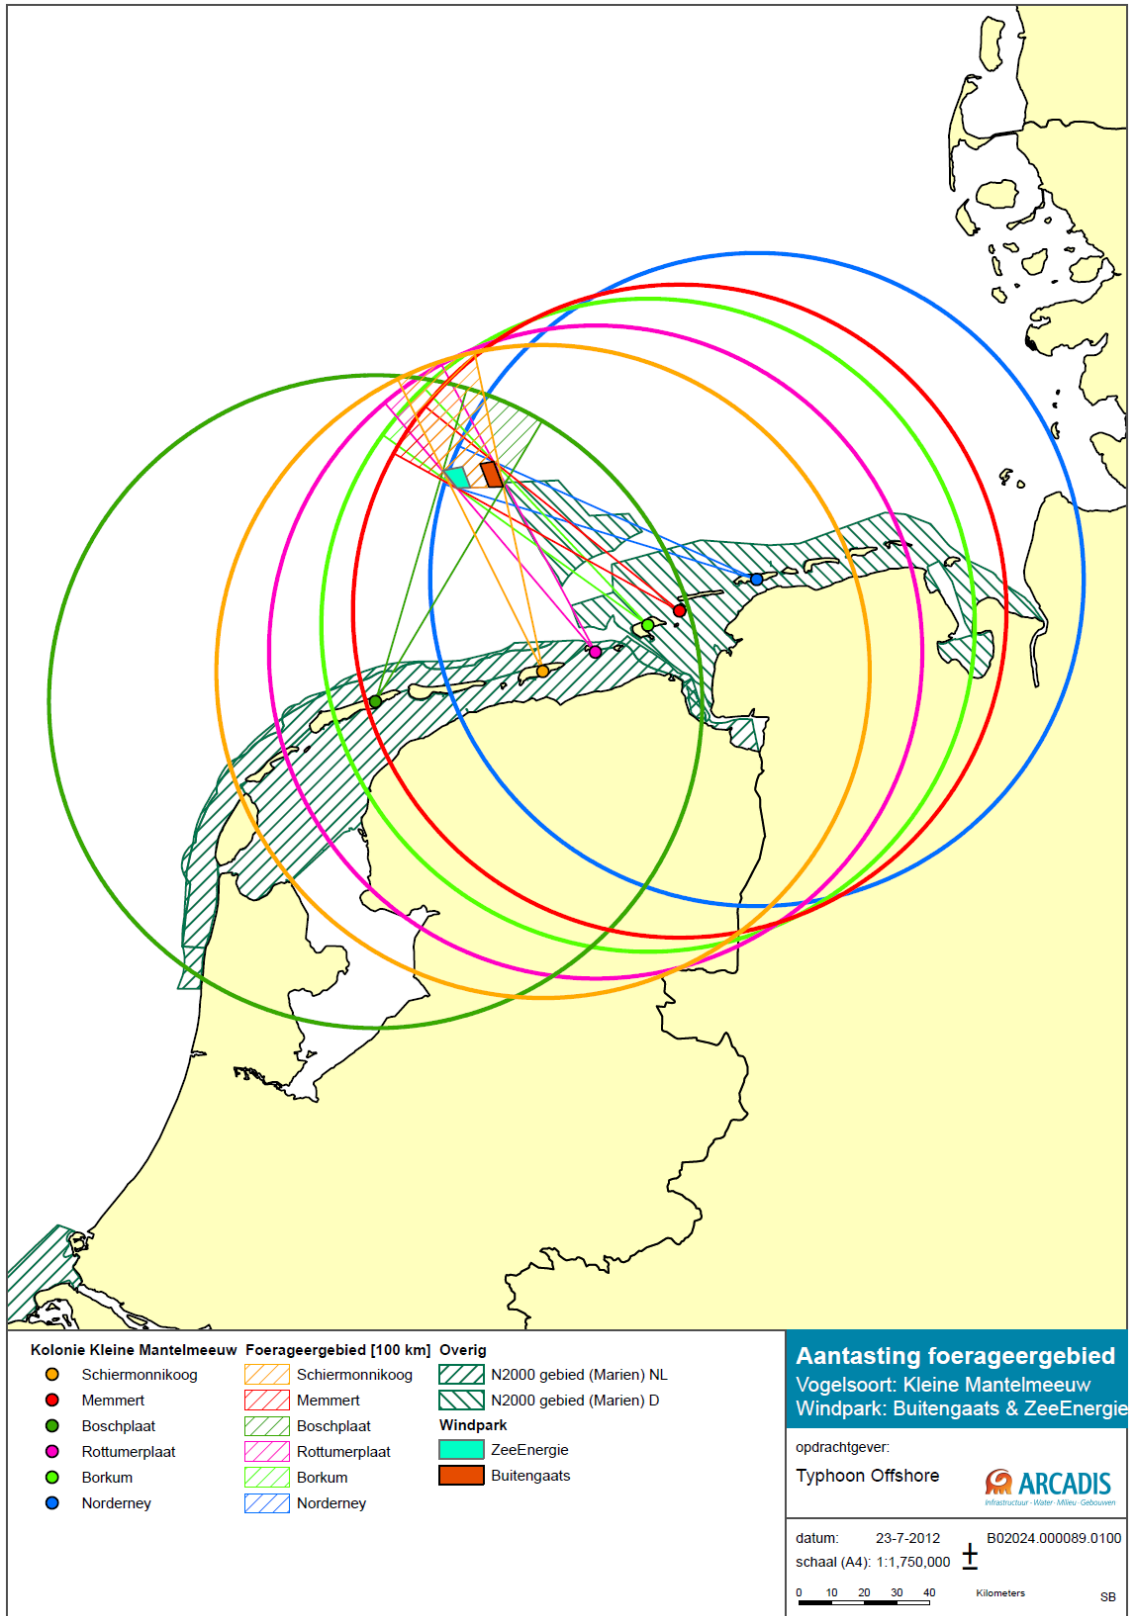 Kolonie Kleine Mantelmeeuw
Schiermonnikoog
Memmert
Boschplaat
Rottumerplaat
Borkum
Norderney
Foerageergebied [100 km]
Schiermonnikoog
Memmert
Boschplaat
Rottumerplaat
Borkum
Norderney
Overig
N2000 gebied (Marien) NL
N2000 gebied (Marien) D
Windpark
ZeeEnergie
Buitengaats
Aantasting foerageergebied
Vogelsoort: Kleine Mantelmeeuw
Windpark: Buitengaats & ZeeEnergie
opdrachtgever:
Typhoon Offshore
ARCADIS
Infrastructuur · Water · Milieu · Gebouwen
datum: 23-7-2012 B02024.000089.0100
schaal (A4): 1:1,750,000
0 10 20 30 40 Kilometers
SB